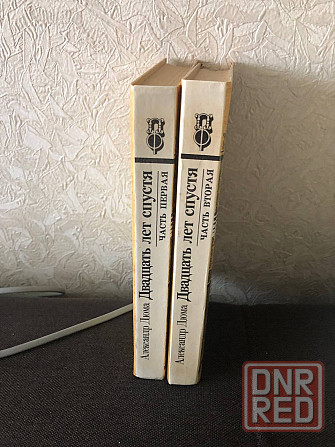 Александр Дюма Двадцать лет спустя
ЧАСТЬ ПЕРВАЯ
Александр Дюма Двадцать лет спустя
ЧАСТЬ ВТОРАЯ
DNR
RED